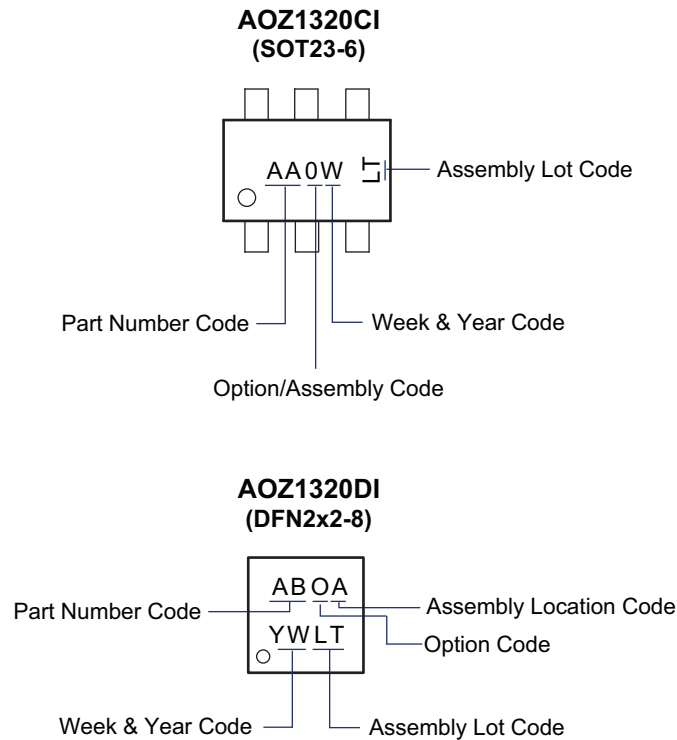 AOZ1320CI
(SOT23-6)
AA0W
LT
Assembly Lot Code
Part Number Code
Week & Year Code
Option/Assembly Code
AOZ1320DI
(DFN2x2-8)
ABOA
Part Number Code
Assembly Location Code
YWLT
Option Code
Week & Year Code
Assembly Lot Code